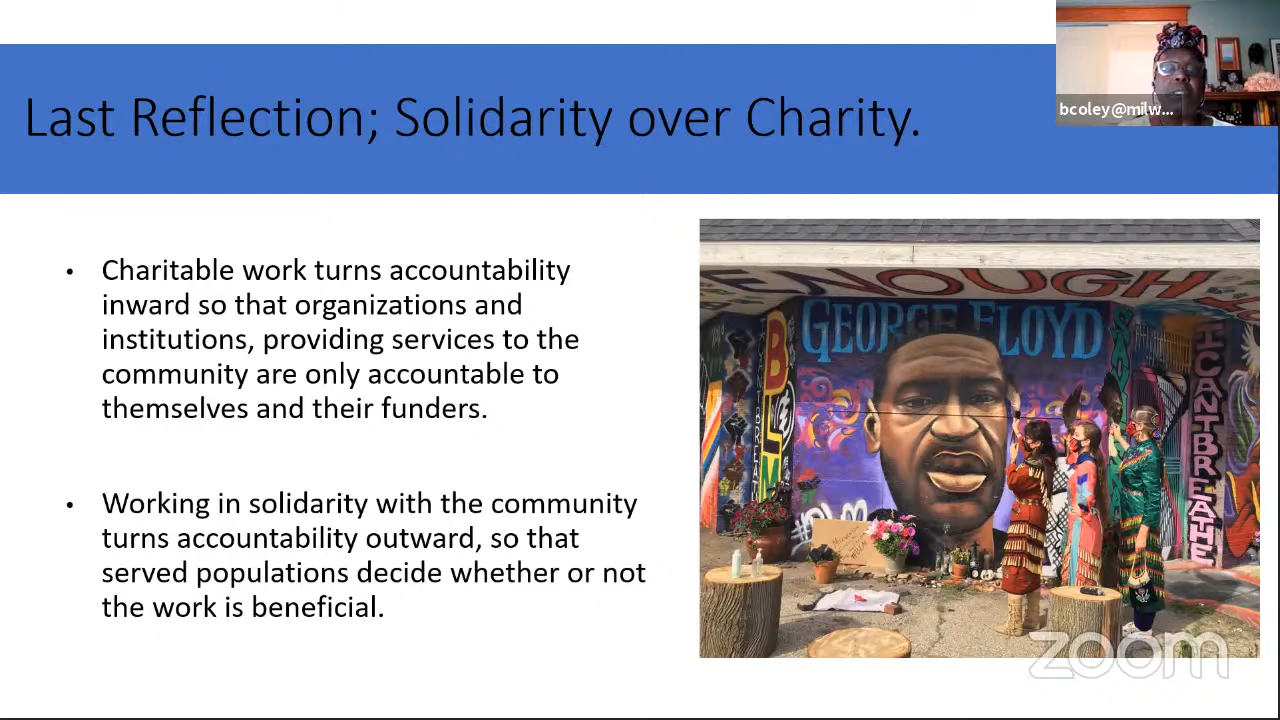 Last Reflection; Solidarity over Charity.
bcoley@milw...
• Charitable work turns accountability
inward so that organizations and
institutions, providing services to the
community are only accountable to
themselves and their funders.
• Working in solidarity with the community
turns accountability outward, so that
served populations decide whether or not
the work is beneficial.
ENOUGH
GEORGE FLOYD
BLM
I CANT BREATHE
zoom